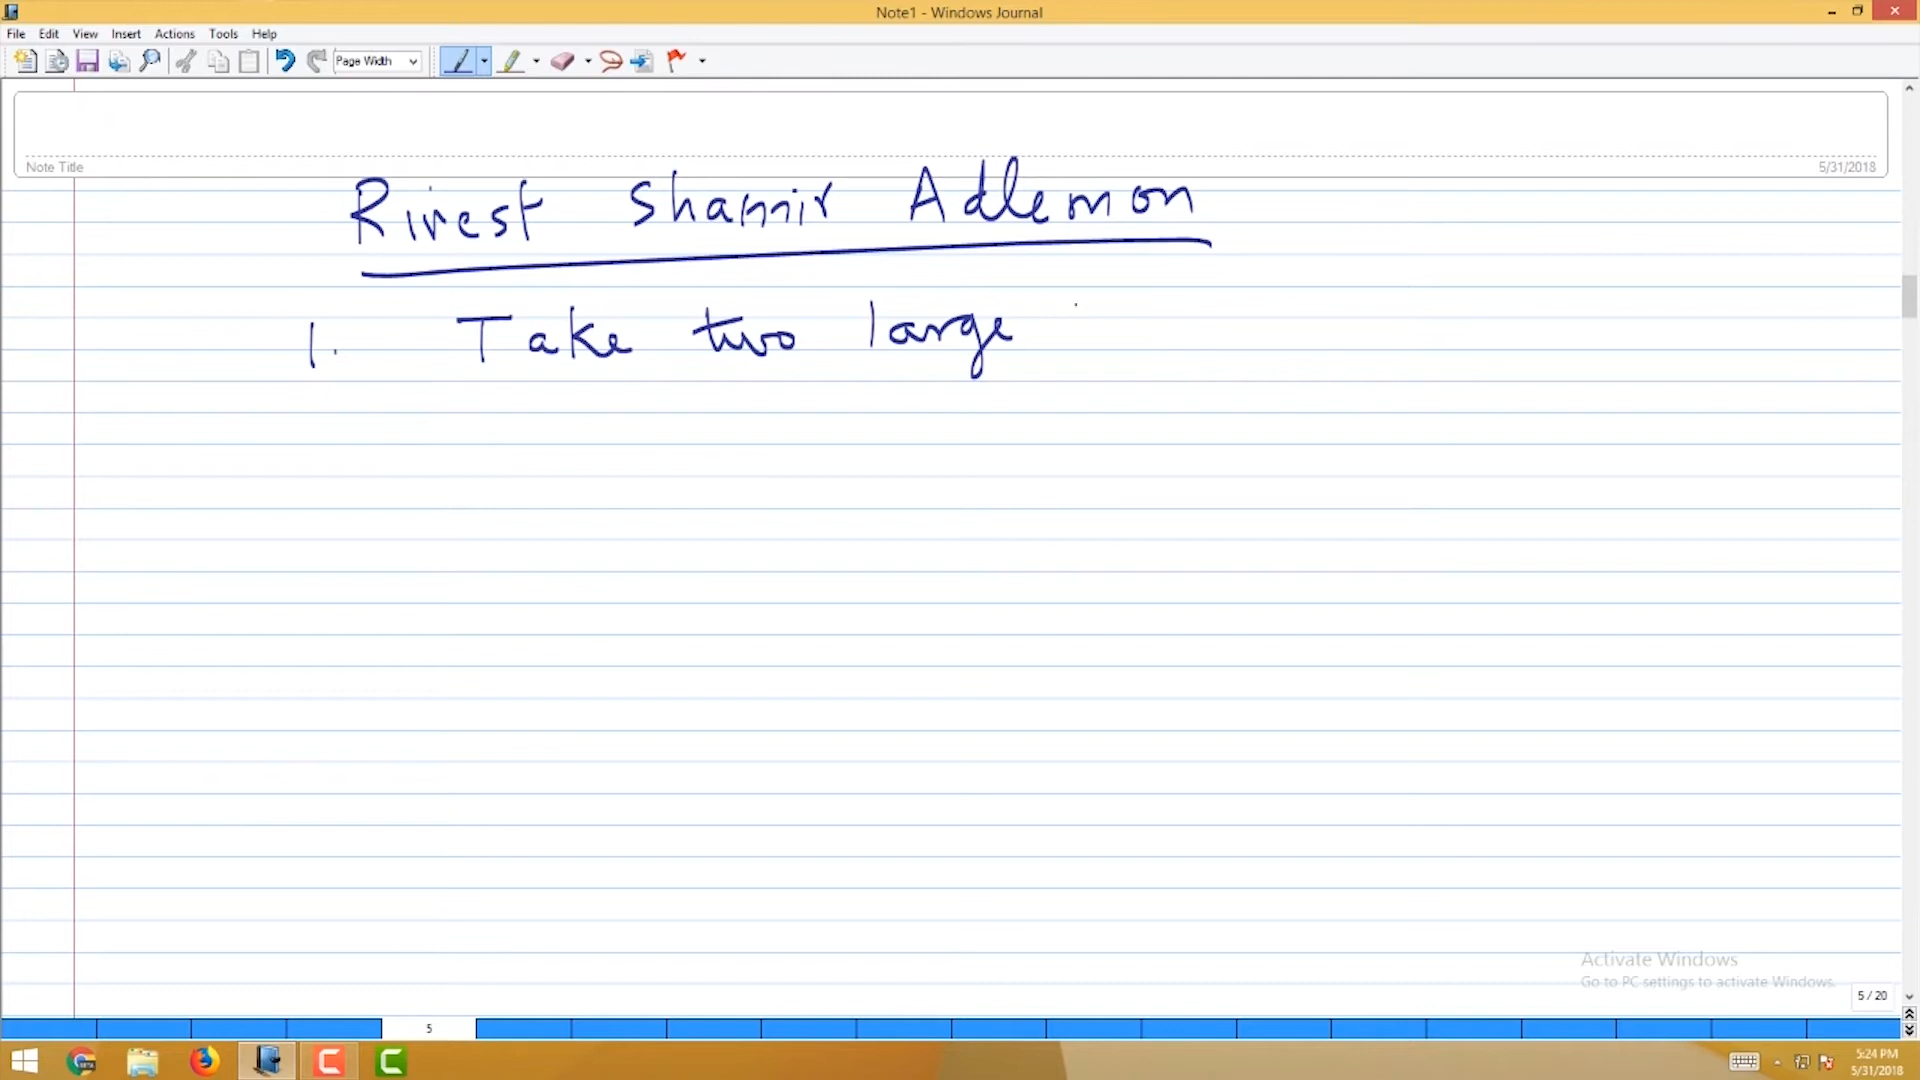 Note1 - Windows Journal
File Edit View Insert Actions Tools Help
Page Width
Note Title
5/31/2018
Rivest Shamir Adlemon
1. Take two large
Activate Windows
Go to PC settings to activate Windows.
5 / 20
5
5:24 PM
5/31/2018